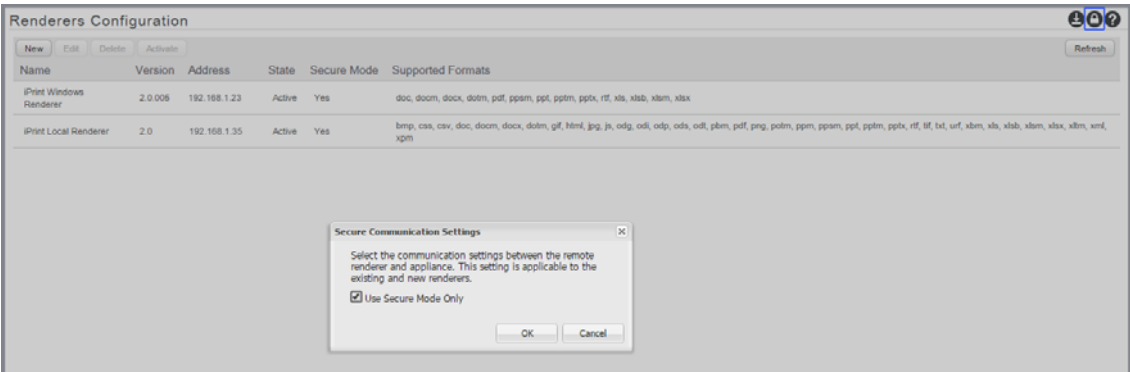 Renderers Configuration
New Edit Delete Activate Refresh
Name Version Address State Secure Mode Supported Formats
iPrint Windows
Renderer
2.0.005 192.168.1.23 Active Yes doc, docm, docx, dotm, pdf, ppsm, ppt, pptm, pptx, rtf, xls, xlsb, xlsm, xlsx
iPrint Local Renderer 2.0 192.168.1.35 Active Yes bmp, css, csv, doc, docm, docx, dotm, gif, html, jpg, js, odg, odi, odp, ods, odt, pbm, pdf, png, potm, ppm, ppsm, ppt, pptm, pptx, rtf, tif, txt, urf, xbm, xls, xlsb, xlsm, xlsx, xltm, xml,
xpm
Secure Communication Settings
Select the communication settings between the remote
renderer and appliance. This setting is applicable to the
existing and new renderers.
Use Secure Mode Only
OK Cancel